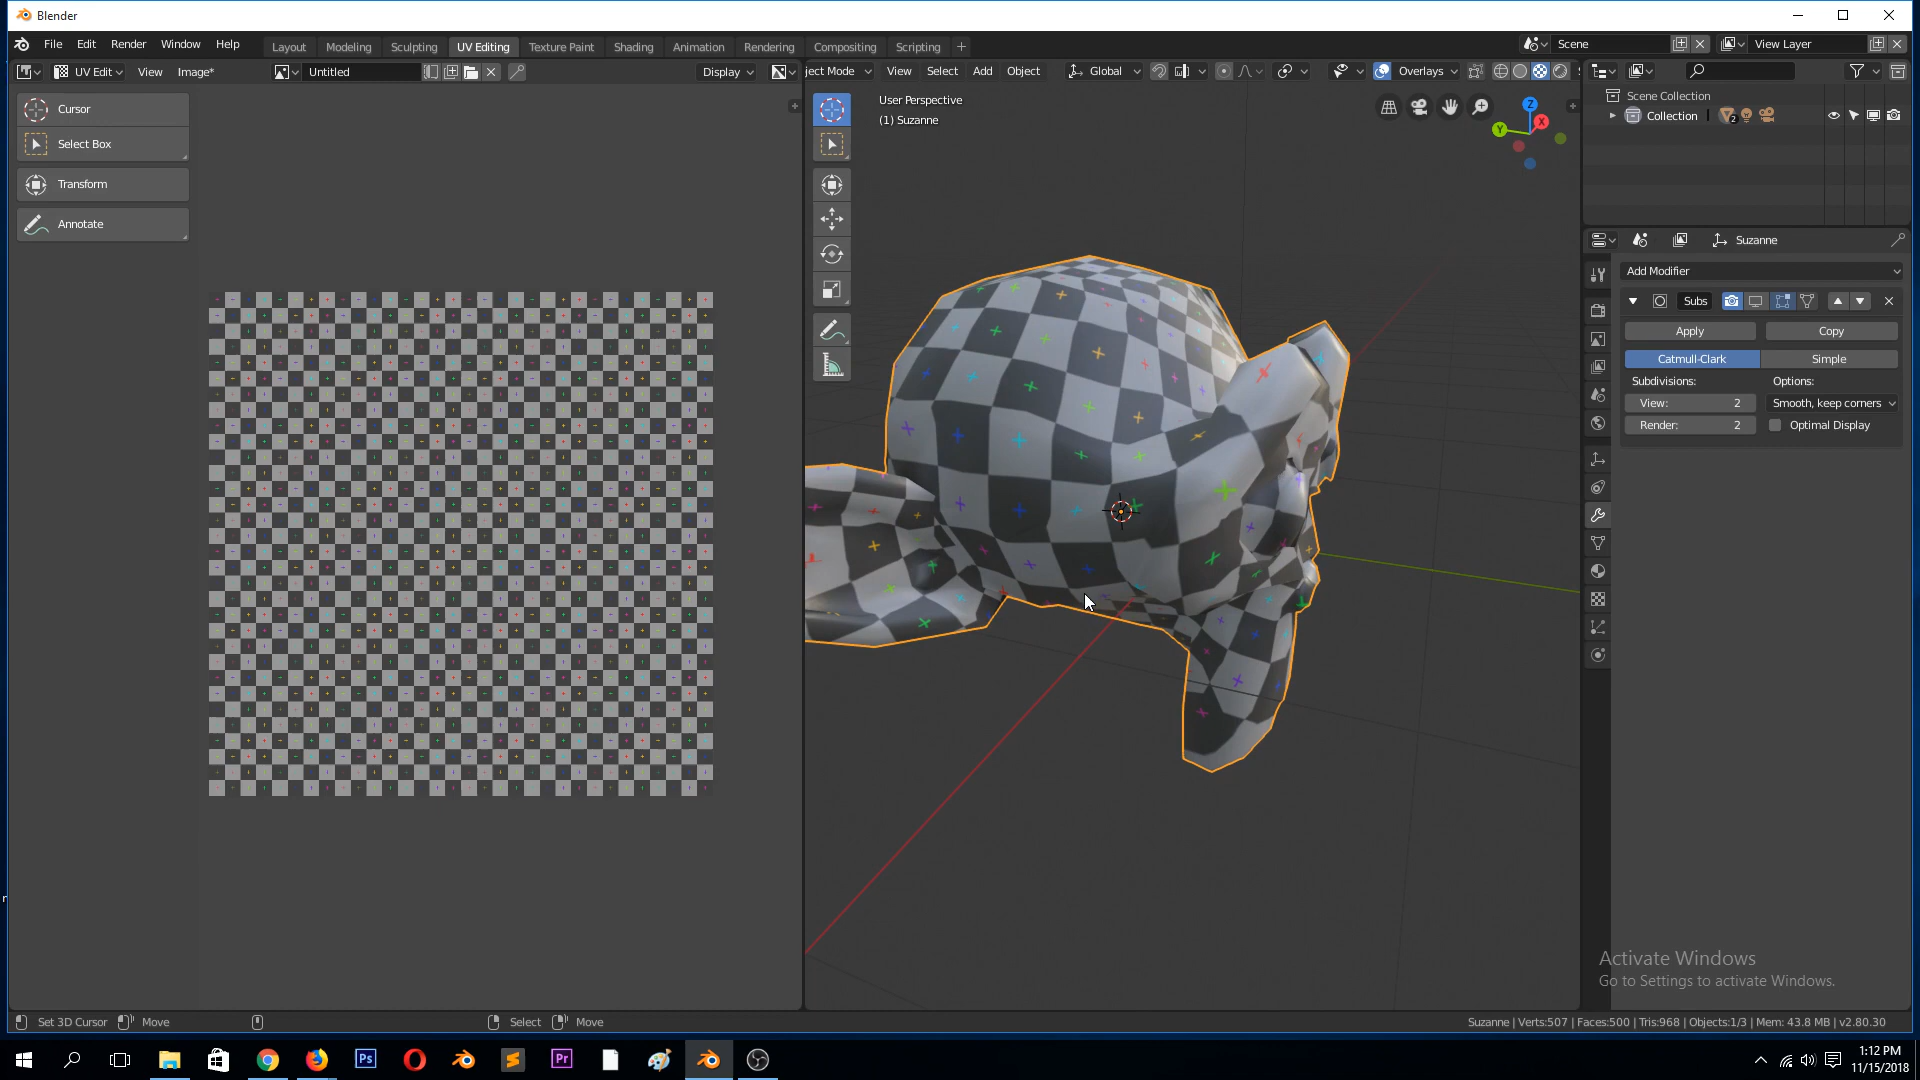 Blender
File Edit Render Window Help
Layout Modeling Sculpting UV Editing Texture Paint Shading Animation Rendering Compositing Scripting
Scene
View Layer
UV Edit View Image* Untitled Display
ject Mode View Select Add Object Global Overlays
Cursor
Select Box
Transform
Annotate
User Perspective
(1) Suzanne
Z
X
Y
Scene Collection
Collection
2
Suzanne
Add Modifier
Subs
Apply Copy
Catmull-Clark Simple
Subdivisions: Options:
View: 2 Smooth, keep corners
Render: 2 Optimal Display
Activate Windows
Go to Settings to activate Windows.
Set 3D Cursor Move Select Move
Suzanne | Verts:507 | Faces:500 | Tris:968 | Objects:1/3 | Mem: 43.8 MB | v2.80.30
Ps
Pr
1:12 PM
11/15/2018